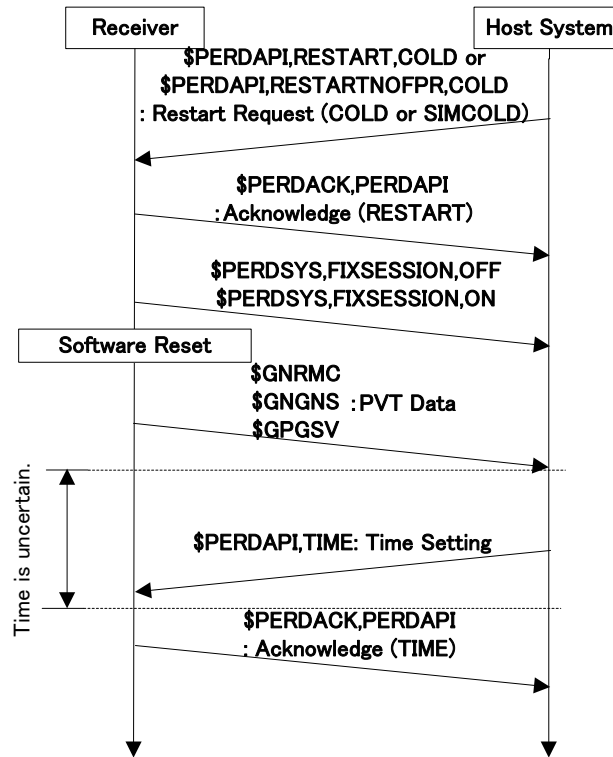 Receiver
Host System
$PERDAPI,RESTART,COLD or
$PERDAPI,RESTARTNOFPR,COLD
: Restart Request (COLD or SIMCOLD)
$PERDACK,PERDAPI
:Acknowledge (RESTART)
$PERDSYS,FIXSESSION,OFF
$PERDSYS,FIXSESSION,ON
Software Reset
$GNRMC
$GNGNS :PVT Data
$GPGSV
Time is uncertain.
$PERDAPI,TIME: Time Setting
$PERDACK,PERDAPI
: Acknowledge (TIME)